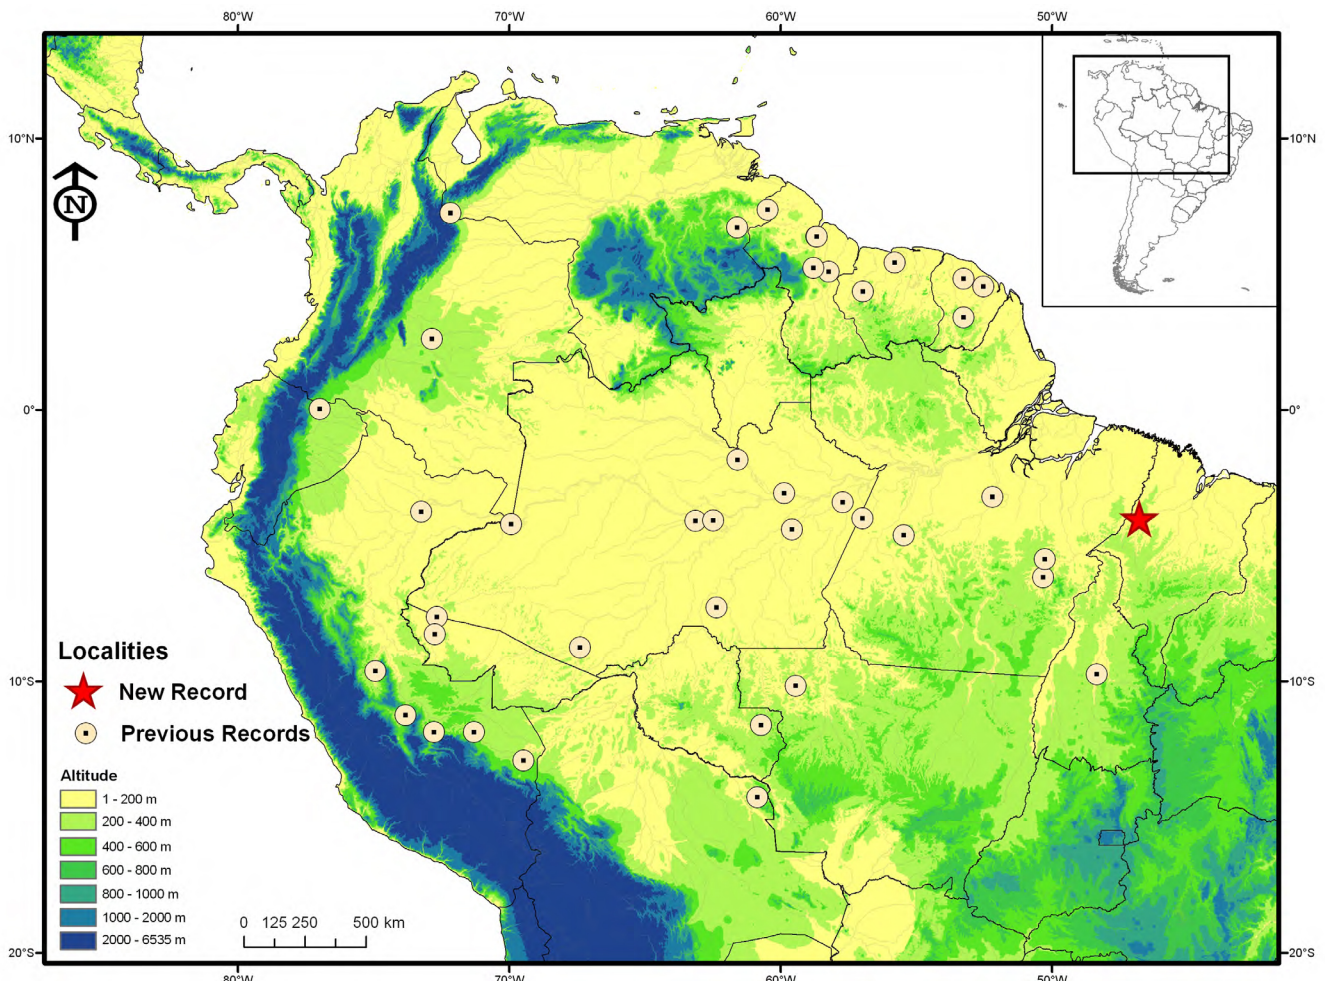 80°W 70°W 60°W 50°W
10°N 10°N
N
0° 0°
Localities
10°S 10°S
New Record
Previous Records
Altitude
1 - 200 m
200 - 400 m
400 - 600 m
600 - 800 m
800 - 1000 m
1000 - 2000 m
2000 - 6535 m
0 125 250 500 km
20°S 20°S
80°W 70°W 60°W 50°W